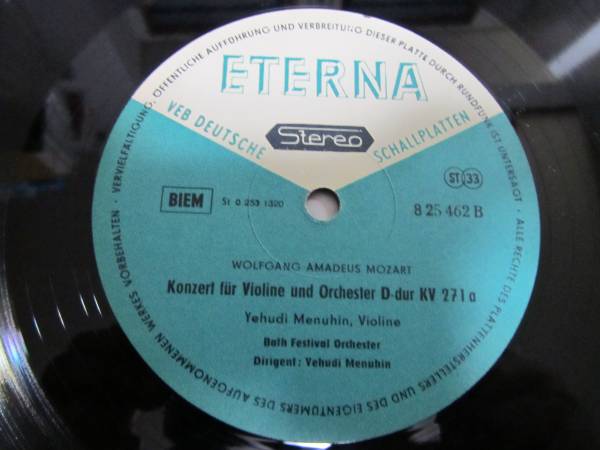 ALLE RECHTE DES PLATTENHERSTELLERS UND DES EIGENTÜMERS DES AUFGENOMMENEN WERKES VORBEHALTEN · VERVIELFÄLTIGUNG, ÖFFENTLICHE AUFFÜHRUNG UND VERBREITUNG DIESER PLATTE DURCH RUNDFUNK IST UNTERSAGT ·
ETERNA
VEB DEUTSCHE SCHALLPLATTEN
Stereo
BIEM
St 0 253 1320
ST 33
8 25 462 B
WOLFGANG AMADEUS MOZART
Konzert für Violine und Orchester D-dur KV 271a
Yehudi Menuhin, Violine
Bath Festival Orchester
Dirigent: Yehudi Menuhin